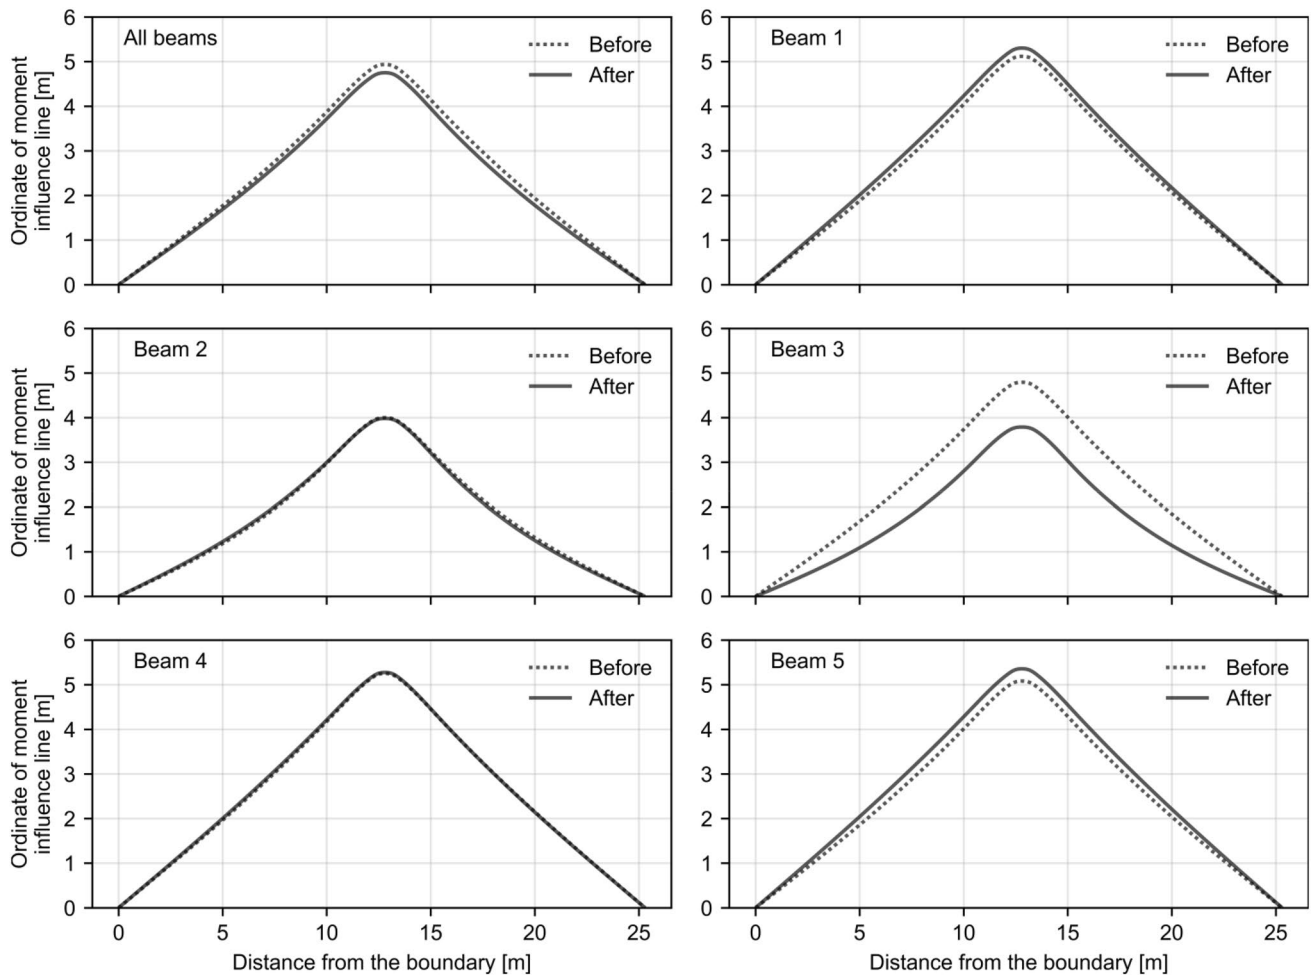 All beams
Before
After
6
5
4
3
2
1
0
Ordinate of moment
influence line [m]
Beam 1
Before
After
6
5
4
3
2
1
0
Beam 2
Before
After
6
5
4
3
2
1
0
Ordinate of moment
influence line [m]
Beam 3
Before
After
6
5
4
3
2
1
0
Beam 4
Before
After
6
5
4
3
2
1
0
Ordinate of moment
influence line [m]
0 5 10 15 20 25
Distance from the boundary [m]
Beam 5
Before
After
6
5
4
3
2
1
0
0 5 10 15 20 25
Distance from the boundary [m]